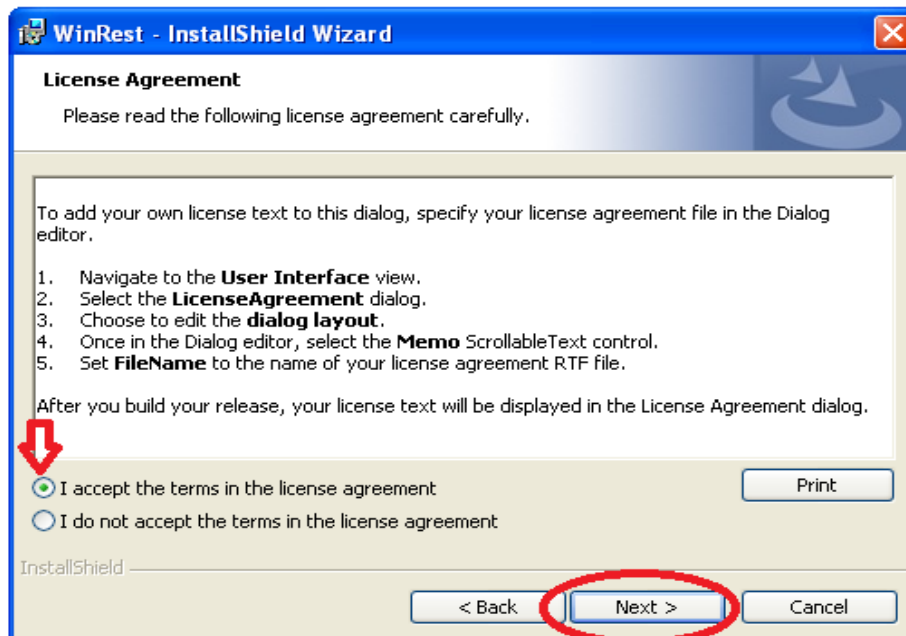 WinRest - InstallShield Wizard
License Agreement
Please read the following license agreement carefully.
To add your own license text to this dialog, specify your license agreement file in the Dialog
editor.
1. Navigate to the User Interface view.
2. Select the LicenseAgreement dialog.
3. Choose to edit the dialog layout.
4. Once in the Dialog editor, select the Memo ScrollableText control.
5. Set FileName to the name of your license agreement RTF file.
After you build your release, your license text will be displayed in the License Agreement dialog.
I accept the terms in the license agreement
Print
I do not accept the terms in the license agreement
InstallShield
< Back
Next >
Cancel